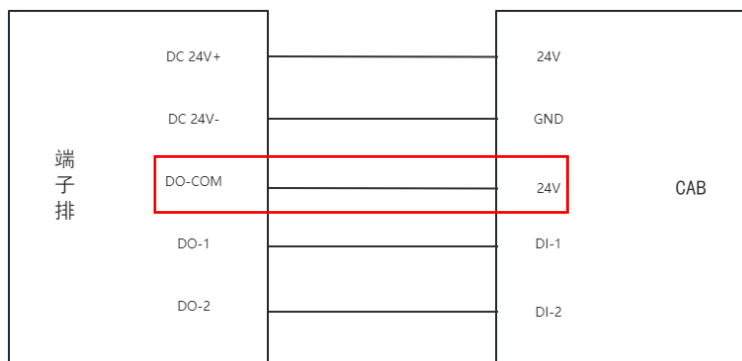 DC 24V+
24V
DC 24V-
GND
端子排
DO-COM
24V
CAB
DO-1
DI-1
DO-2
DI-2